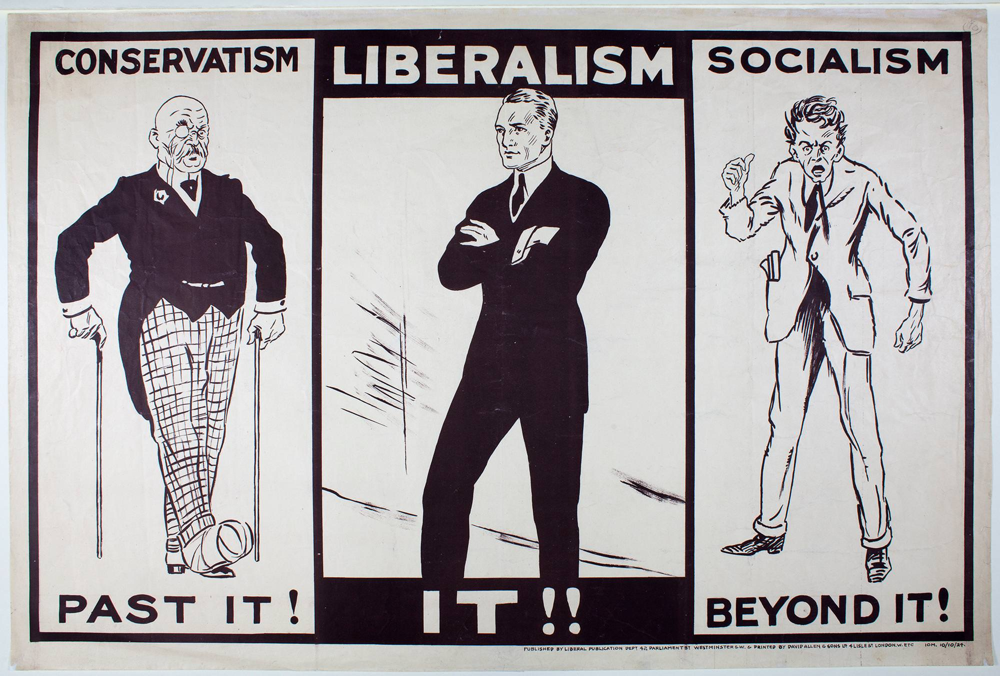 CONSERVATISM
LIBERALISM
SOCIALISM
PAST IT!
IT!!
BEYOND IT!
PUBLISHED BY LIBERAL PUBLICATION DEPT 42 PARLIAMENT ST WESTMINSTER S.W. & PRINTED BY DAVID ALLEN & SONS LD 4 LISLE ST. LONDON. W. ETC 10M. 10/10/24.